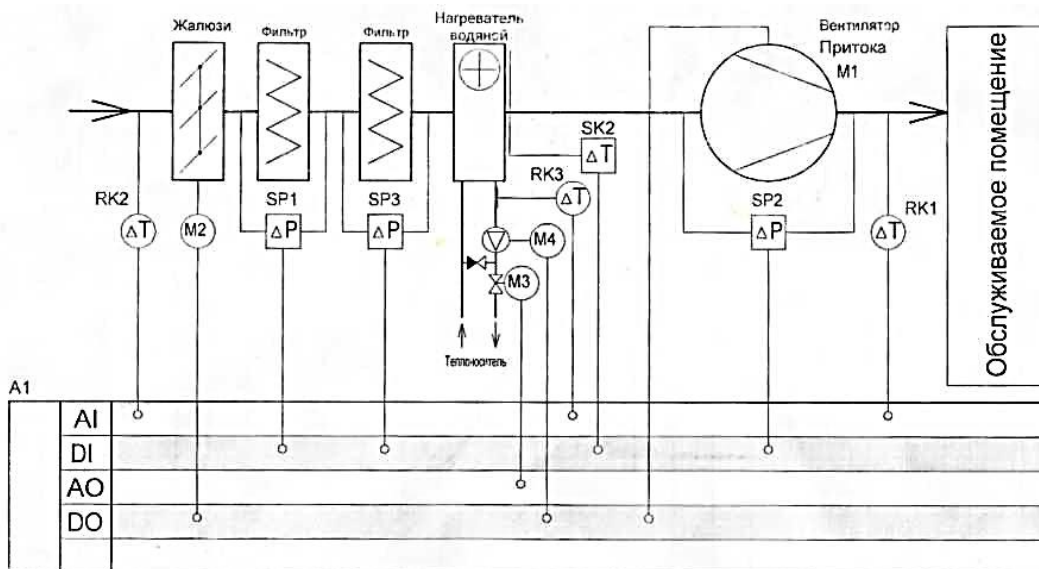 Жалюзи
Фильтр
Фильтр
Нагреватель
водяной
Вентилятор
Притока
M1
Обслуживаемое помещение
RK2
ΔT
M2
SP1
ΔP
SP3
ΔP
RK3
ΔT
SK2
ΔT
M4
M3
SP2
ΔP
RK1
ΔT
Теплоноситель
A1
AI
DI
AO
DO